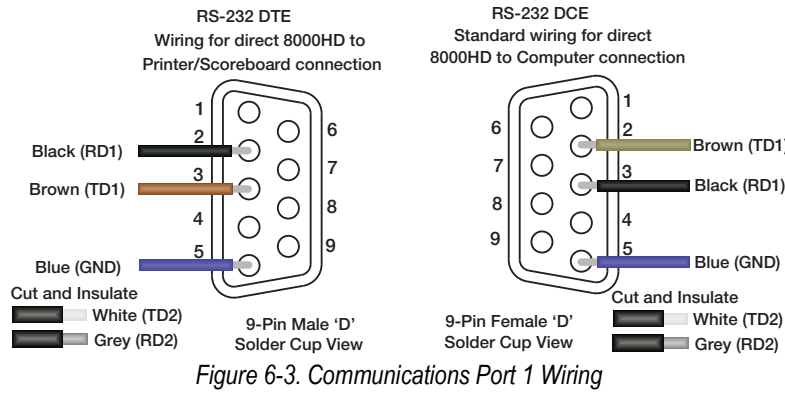 RS-232 DTE
Wiring for direct 8000HD to
Printer/Scoreboard connection
1
2
3
4
5
6
7
8
9
Black (RD1)
Brown (TD1)
Blue (GND)
Cut and Insulate
White (TD2)
Grey (RD2)
9-Pin Male ‘D’
Solder Cup View
RS-232 DCE
Standard wiring for direct
8000HD to Computer connection
6
7
8
9
1
2
3
4
5
Brown (TD1)
Black (RD1)
Blue (GND)
9-Pin Female ‘D’
Solder Cup View
Cut and Insulate
White (TD2)
Grey (RD2)
Figure 6-3. Communications Port 1 Wiring